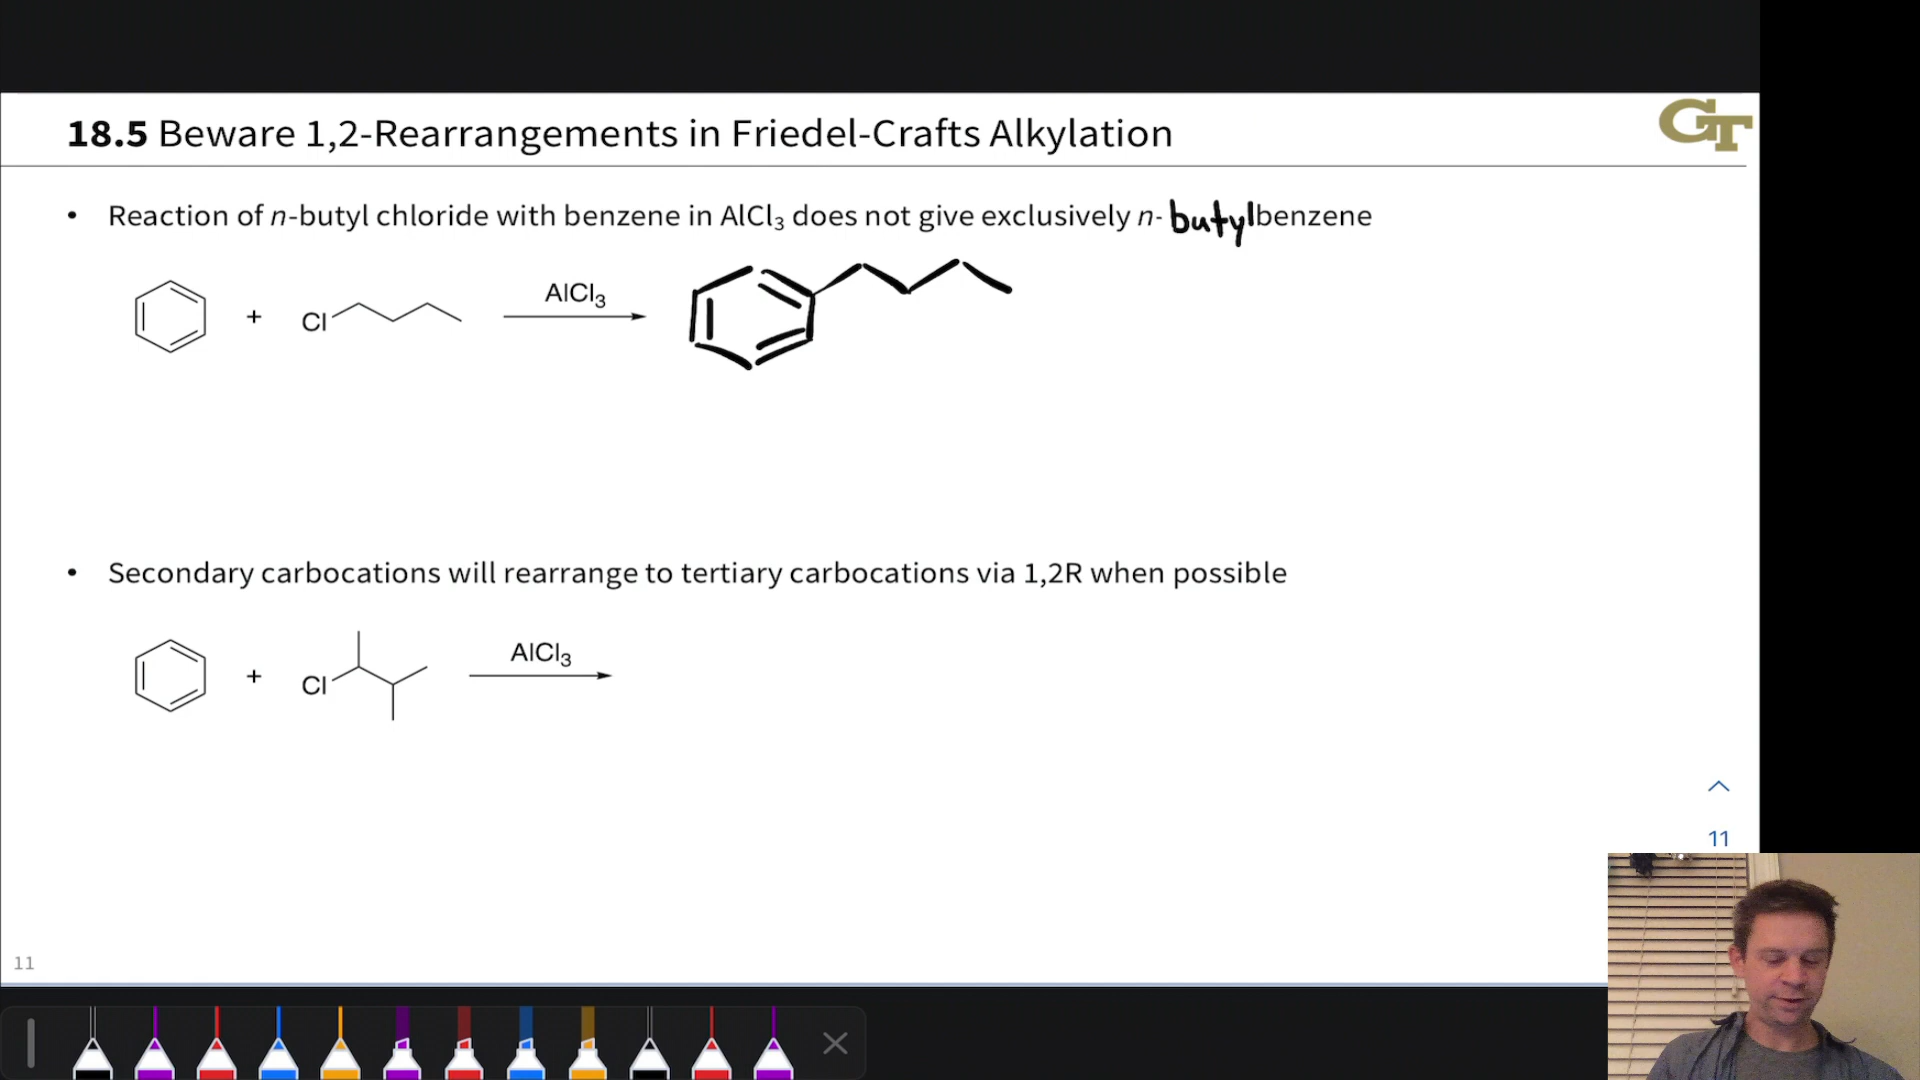 18.5 Beware 1,2-Rearrangements in Friedel-Crafts Alkylation
GT
• Reaction of n-butyl chloride with benzene in AlCl₃ does not give exclusively n-butylbenzene
+ Cl AlCl₃
• Secondary carbocations will rearrange to tertiary carbocations via 1,2R when possible
+ Cl AlCl₃
11
11